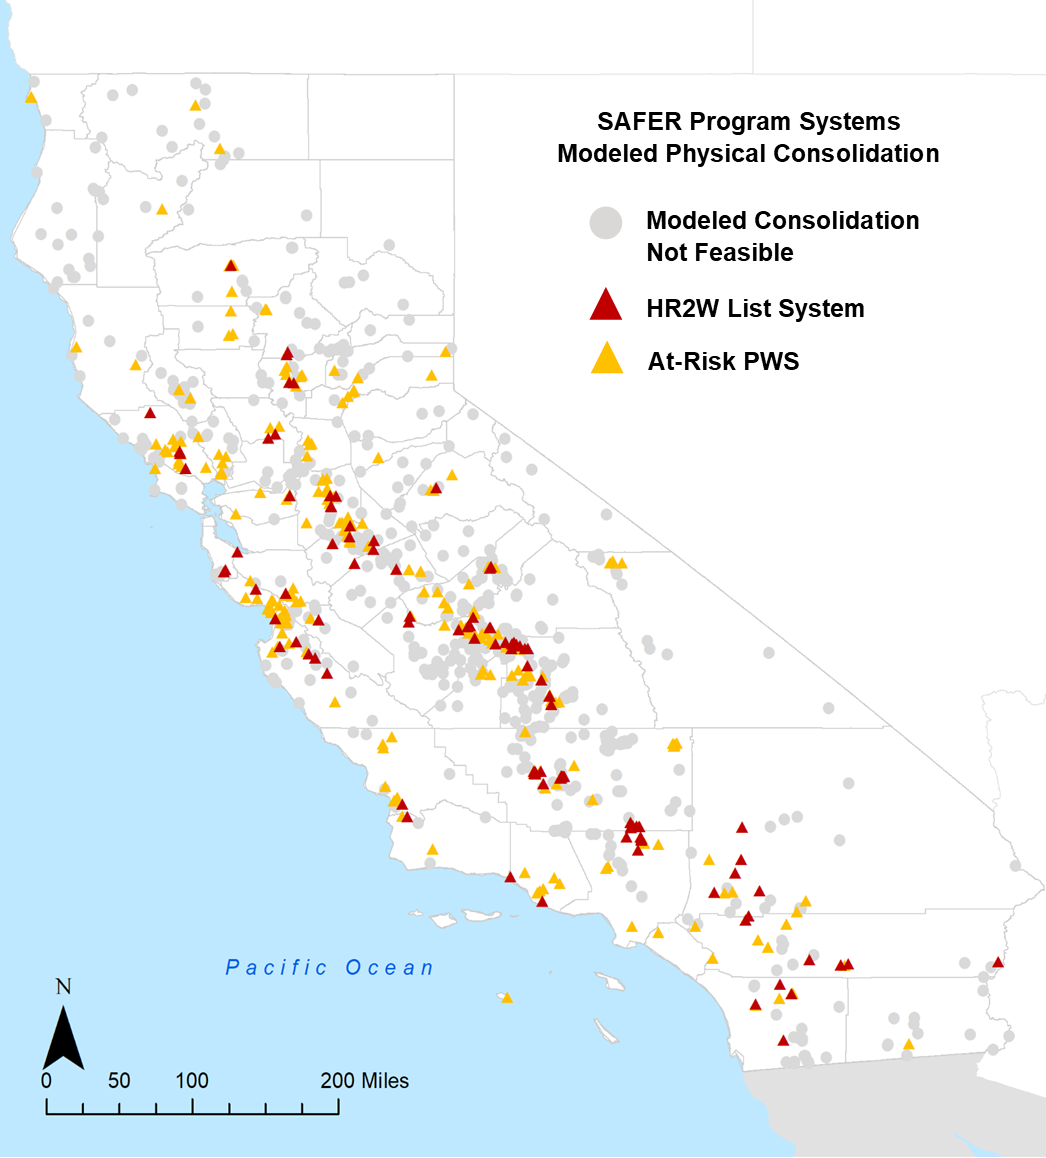 SAFER Program Systems
Modeled Physical Consolidation
Modeled Consolidation
Not Feasible
HR2W List System
At-Risk PWS
Pacific Ocean
N
0 50 100 200 Miles